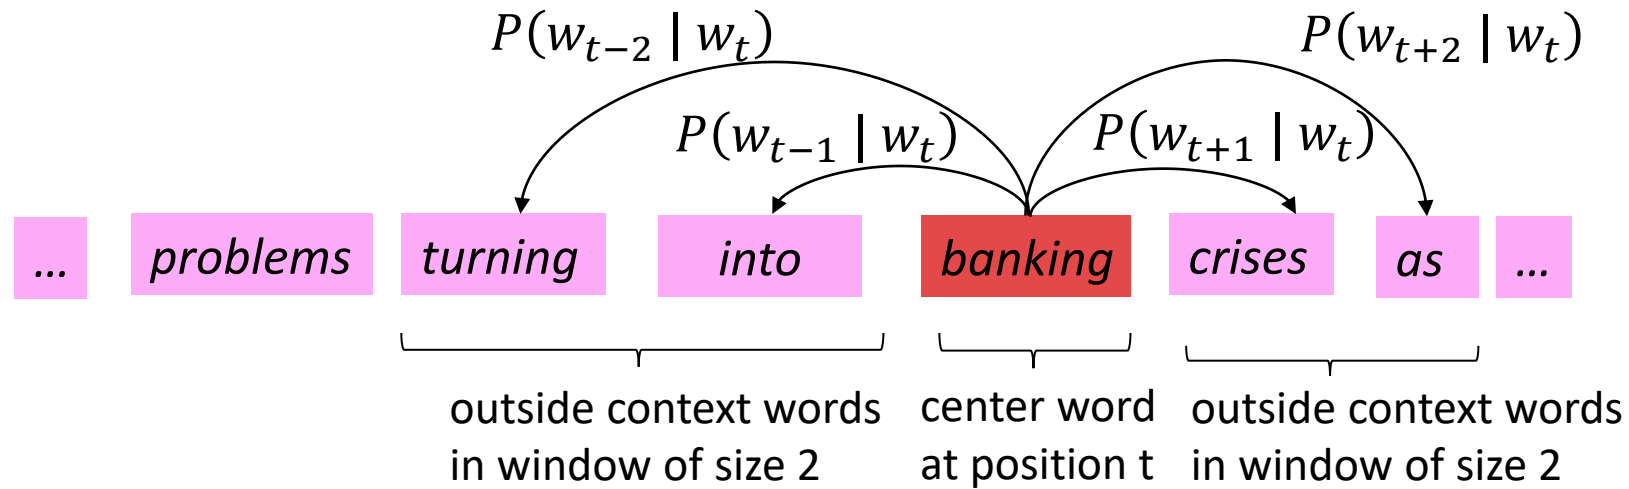 P(w_{t−2} | w_t) P(w_{t+2} | w_t)
P(w_{t−1} | w_t) P(w_{t+1} | w_t)
... problems turning into banking crises as ...
outside context words
in window of size 2
center word
at position t
outside context words
in window of size 2